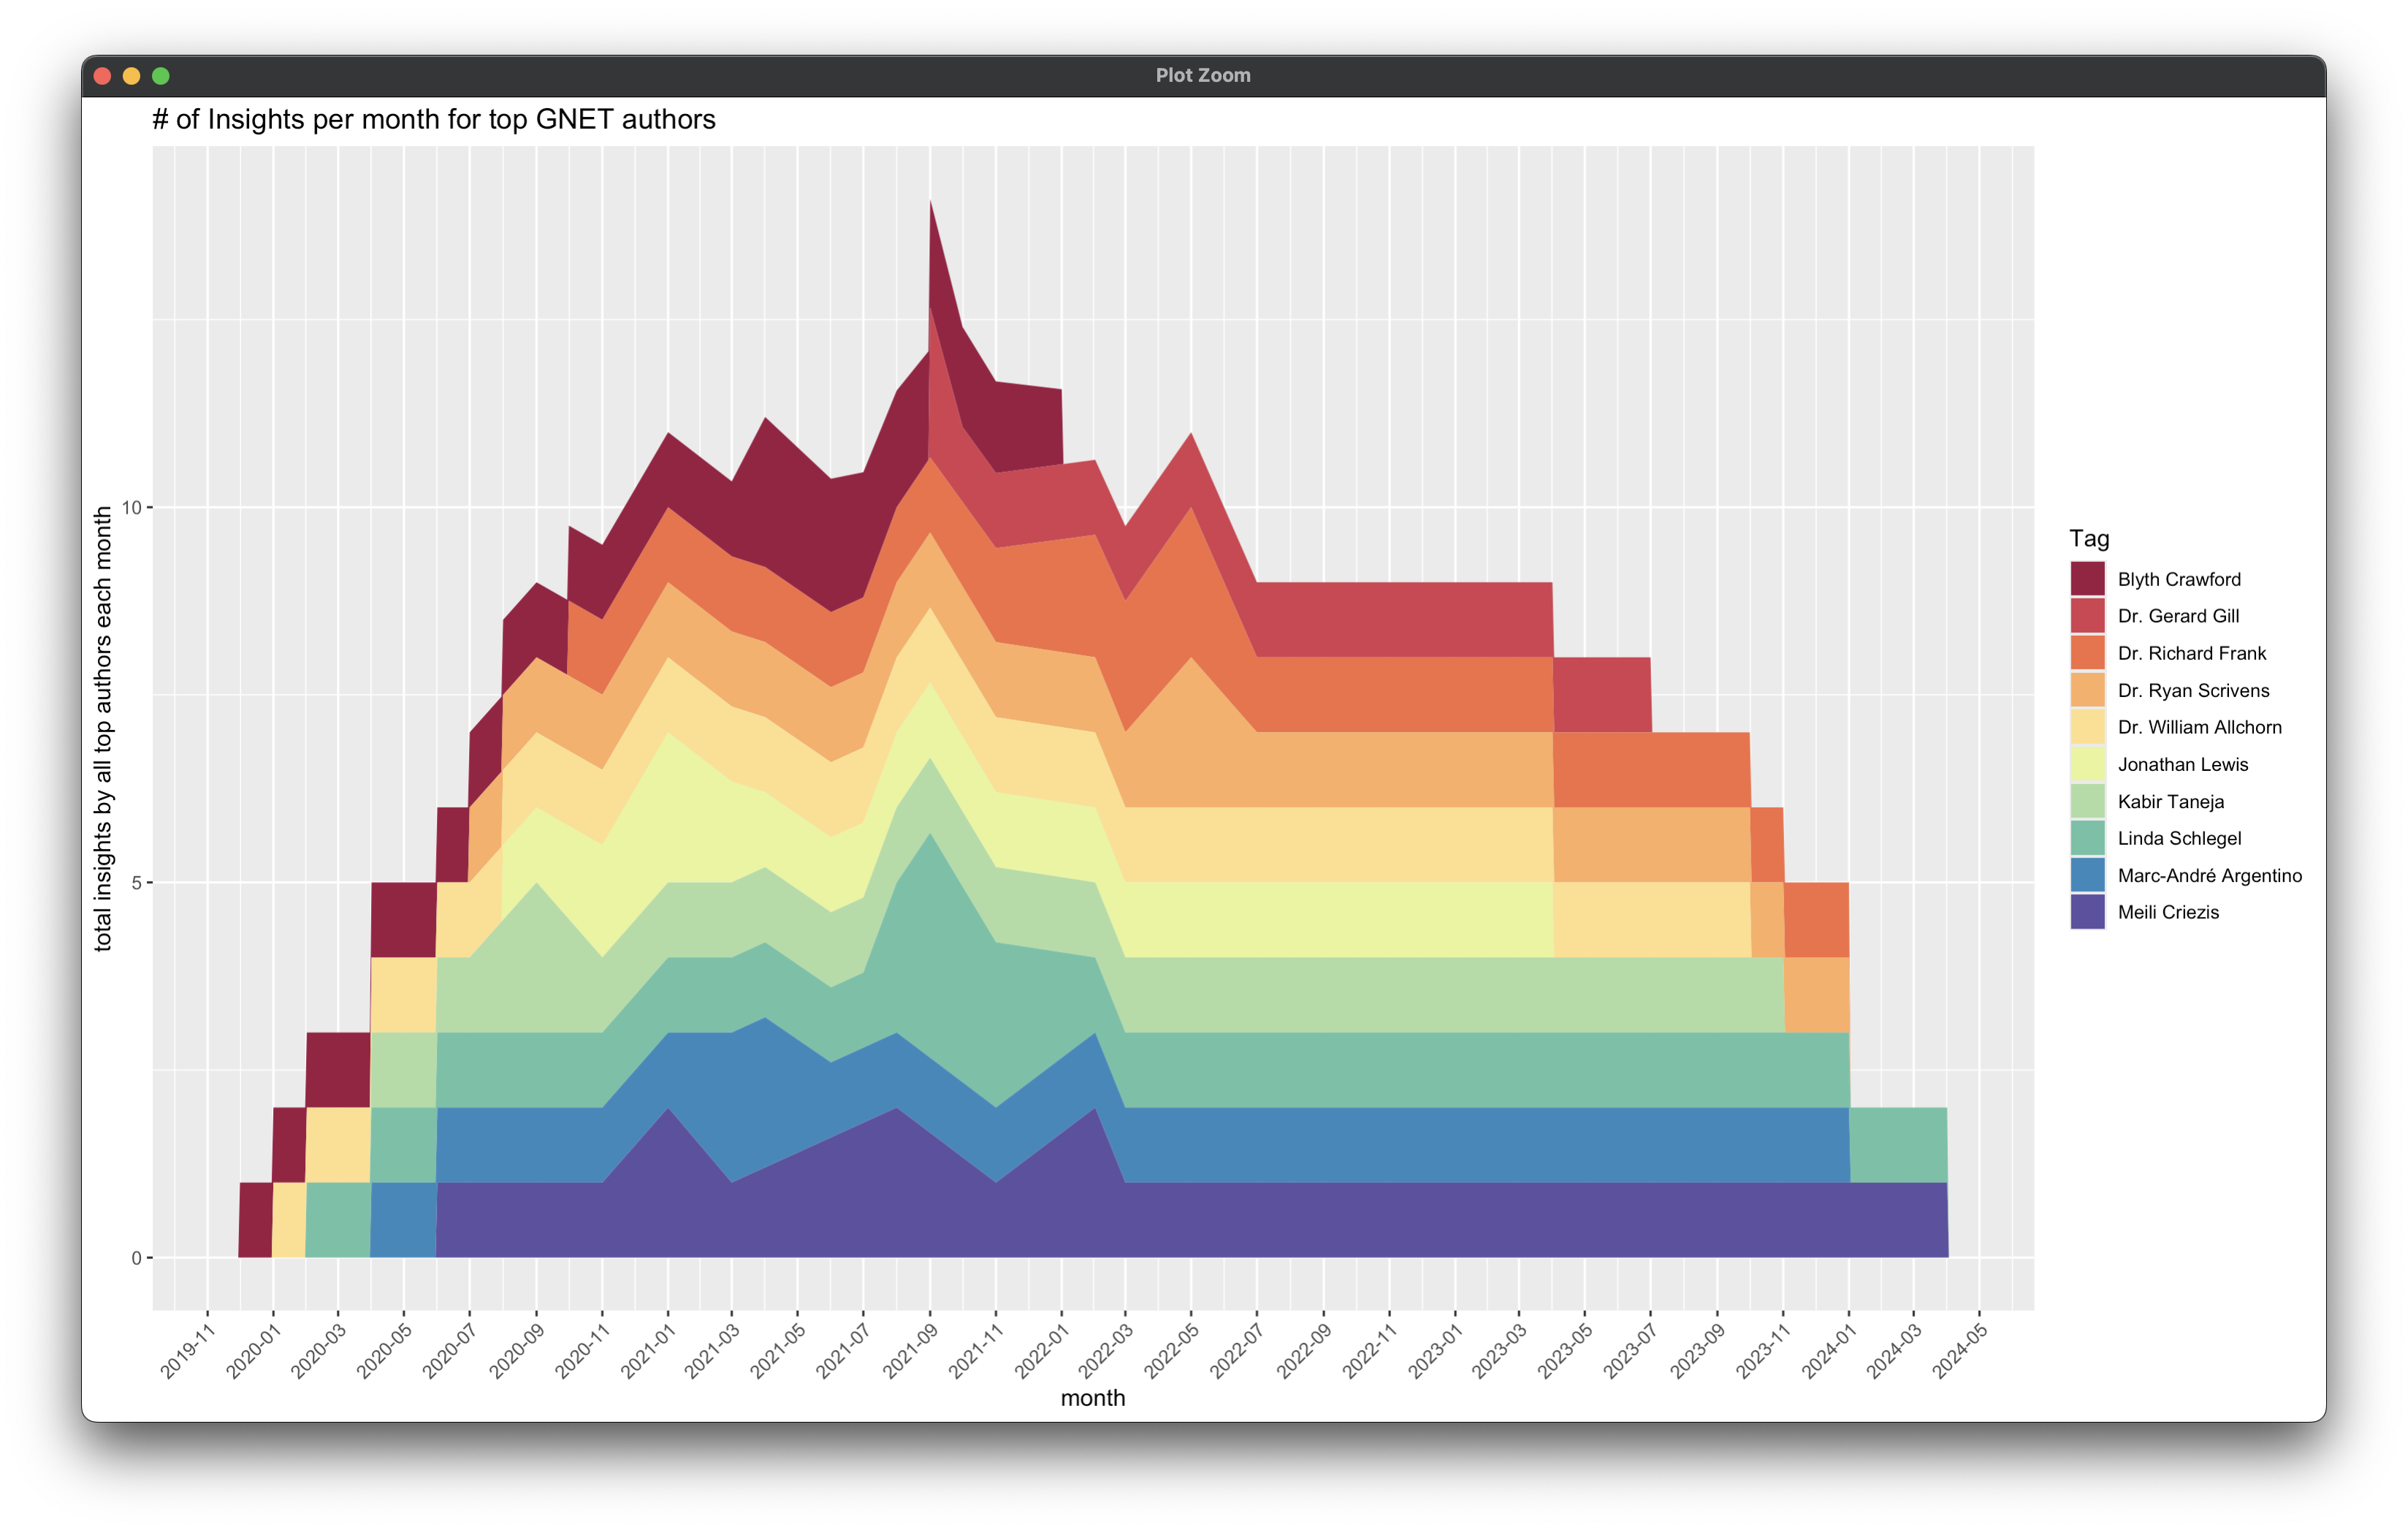 Plot Zoom
# of Insights per month for top GNET authors
total insights by all top authors each month
10
5
0
2019-11
2020-01
2020-03
2020-05
2020-07
2020-09
2020-11
2021-01
2021-03
2021-05
2021-07
2021-09
2021-11
2022-01
2022-03
2022-05
2022-07
2022-09
2022-11
2023-01
2023-03
2023-05
2023-07
2023-09
2023-11
2024-01
2024-03
2024-05
month
Tag
Blyth Crawford
Dr. Gerard Gill
Dr. Richard Frank
Dr. Ryan Scrivens
Dr. William Allchorn
Jonathan Lewis
Kabir Taneja
Linda Schlegel
Marc-André Argentino
Meili Criezis